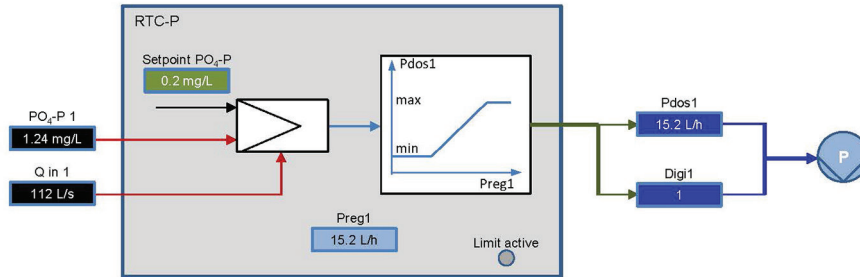 RTC-P
Setpoint PO₄-P
0.2 mg/L
PO₄-P 1
1.24 mg/L
Q in 1
112 L/s
Pdos1
max
min
Preg1
Preg1
15.2 L/h
Limit active
Pdos1
15.2 L/h
Digi1
1
P